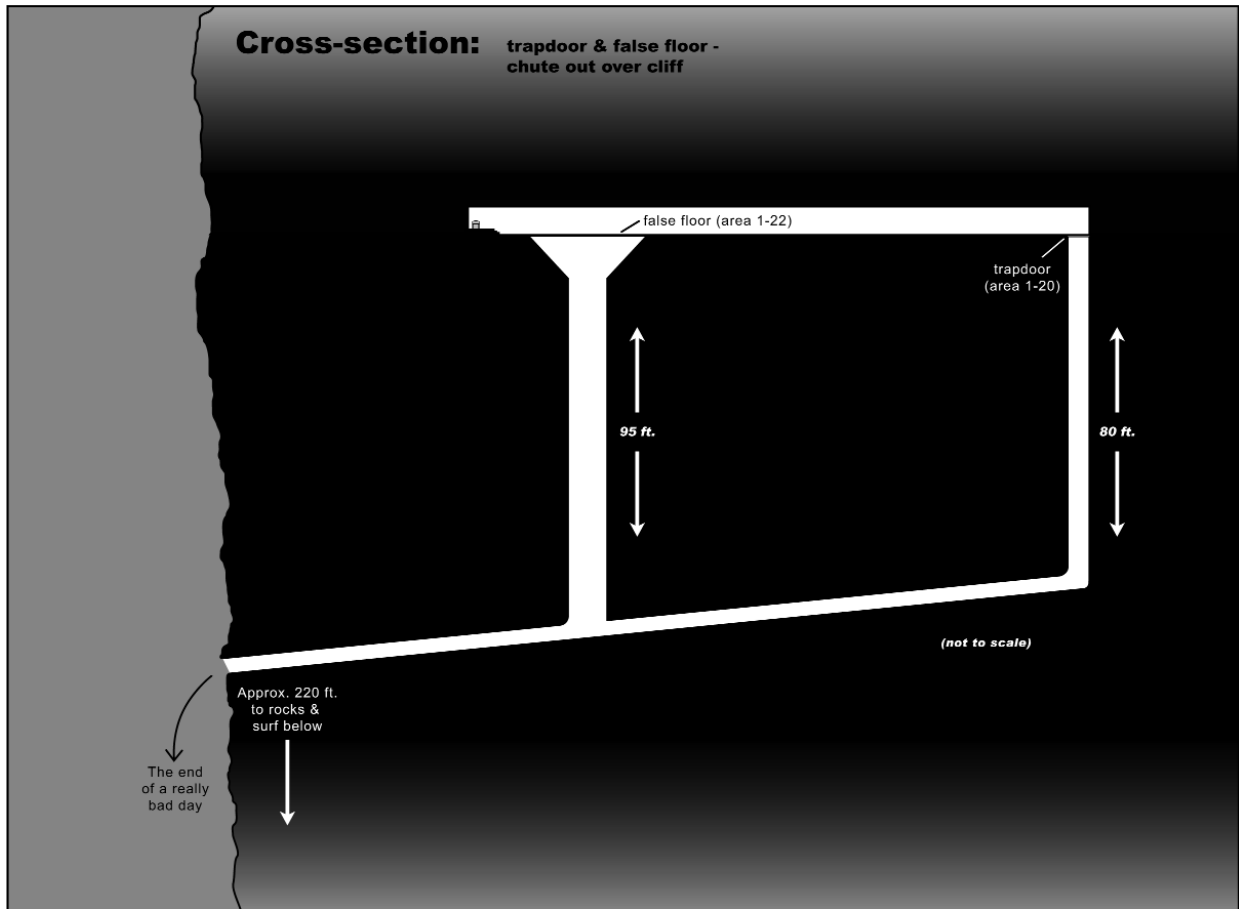 Cross-section: trapdoor & false floor -
chute out over cliff
false floor (area 1-22)
trapdoor
(area 1-20)
95 ft.
80 ft.
(not to scale)
Approx. 220 ft.
to rocks &
surf below
The end
of a really
bad day